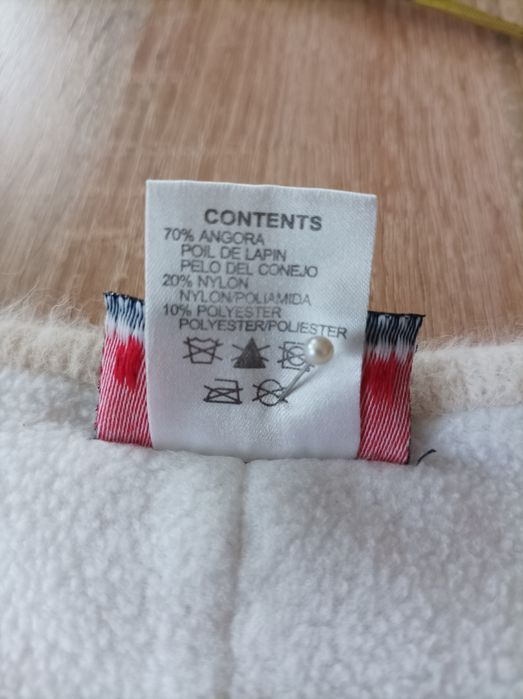 CONTENTS
70% ANGORA
POIL DE LAPIN
PELO DEL CONEJO
20% NYLON
NYLON/POLIAMIDA
10% POLYESTER
POLYESTER/POLIESTER